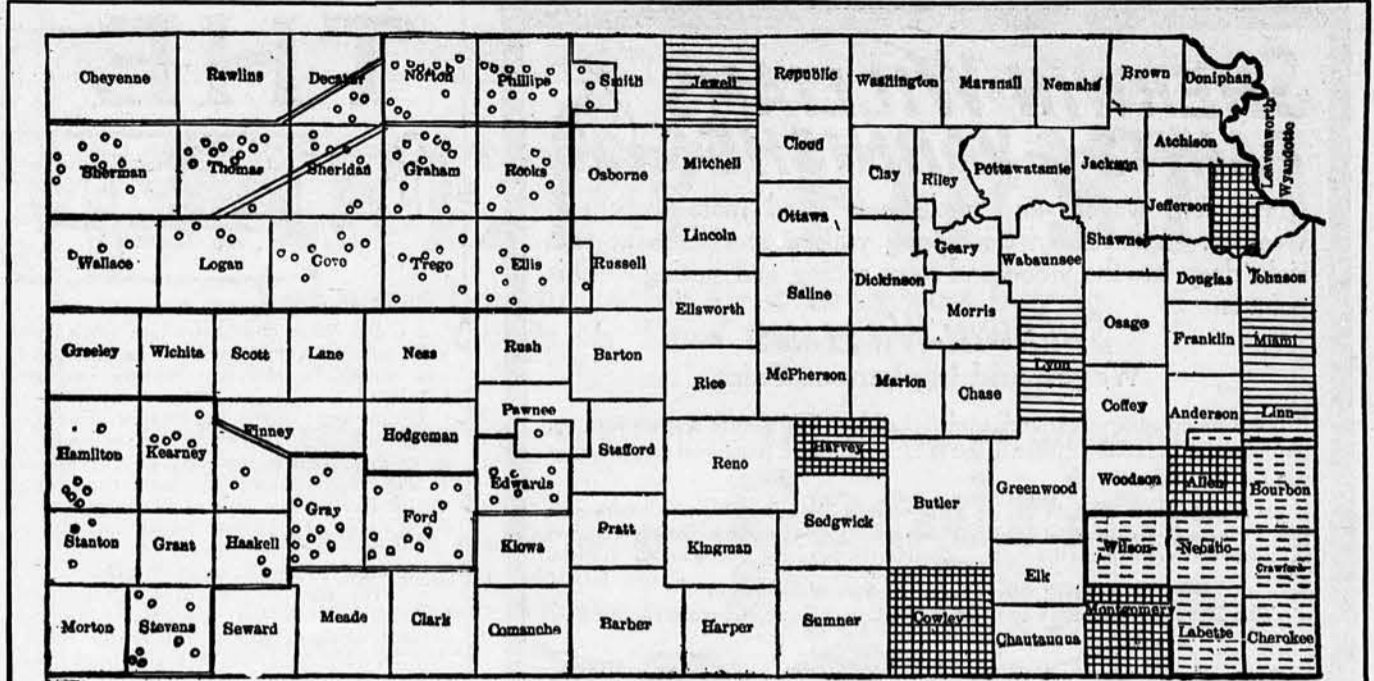 Cheyenne Rawlins Decatur Norton Phillips Smith Jewell Republic Washington Marshall Nemaha Brown Doniphan
Sherman Thomas Sheridan Graham Rooks Osborne Mitchell Cloud Clay Riley Pottawatamie Jackson Atchison Leavenworth Wyandotte
Jefferson
Ottawa
Wallace Logan Gove Trego Ellis Russell Lincoln Geary Wabaunsee Shawnee
Saline Dickinson Douglas Johnson
Ellsworth Morris Osage
Greeley Wichita Scott Lane Ness Rush Barton Franklin Miami
Lynn
Rice McPherson Marion Chase
Pawnee Coffey Anderson Linn
Hamilton Kearney Finney Hodgeman Stafford Harvey
Reno
Edwards Butler Greenwood Woodson Allen Bourbon
Gray Ford Sedgwick
Stanton Grant Haskell Kiowa Pratt Kingman Wilson Neosho
Elk Crawford
Morton Stevens Seward Meade Clark Comanche Barber Harper Sumner Cowley Montgomery
Chautauqua Labette Cherokee